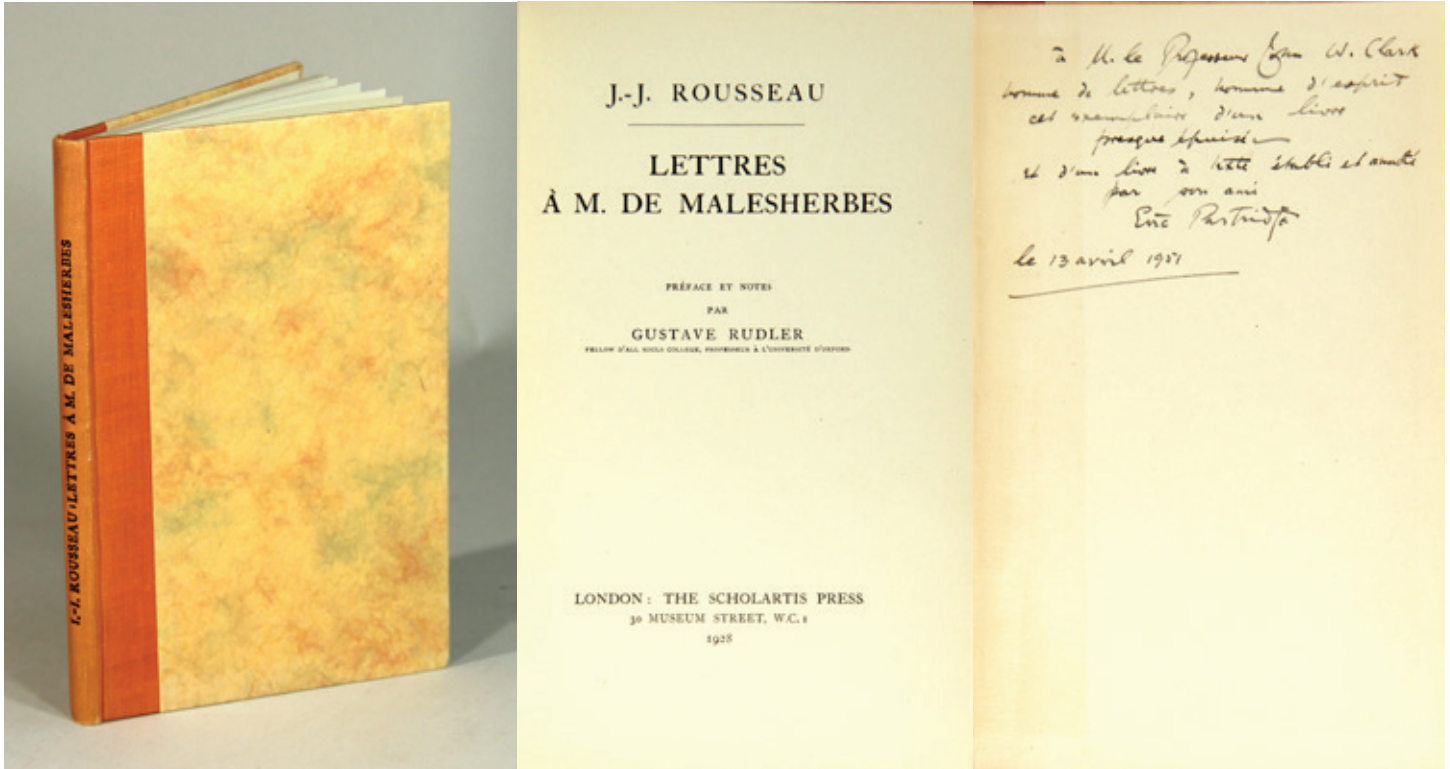 J.-J. ROUSSEAU: LETTRES À M. DE MALESHERBES
J.-J. ROUSSEAU
LETTRES
À M. DE MALESHERBES
PRÉFACE ET NOTES
PAR
GUSTAVE RUDLER
FELLOW D'ALL SOULS COLLEGE, PROFESSEUR À L'UNIVERSITÉ D'OXFORD
LONDON: THE SCHOLARTIS PRESS
30 MUSEUM STREET, W.C.1
1928
à M. le Professeur John W. Clark
homme de lettres, homme d'esprit
cet exemplaire d'un livre
presque épuisé
et d'un livre à texte établi et annoté
par son ami
Eric Partridge
le 13 avril 1951